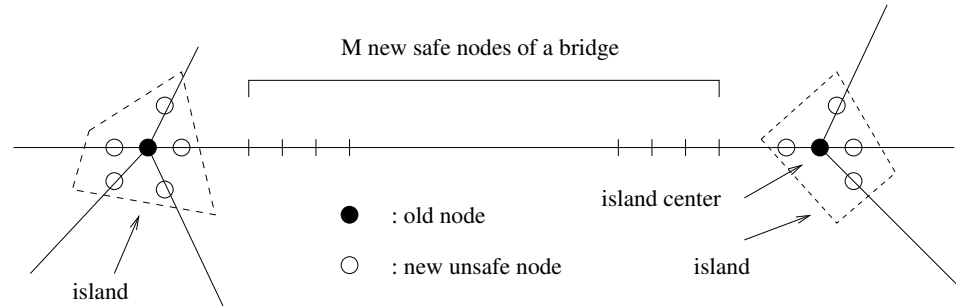 M new safe nodes of a bridge
island center
: old node
: new unsafe node
island
island